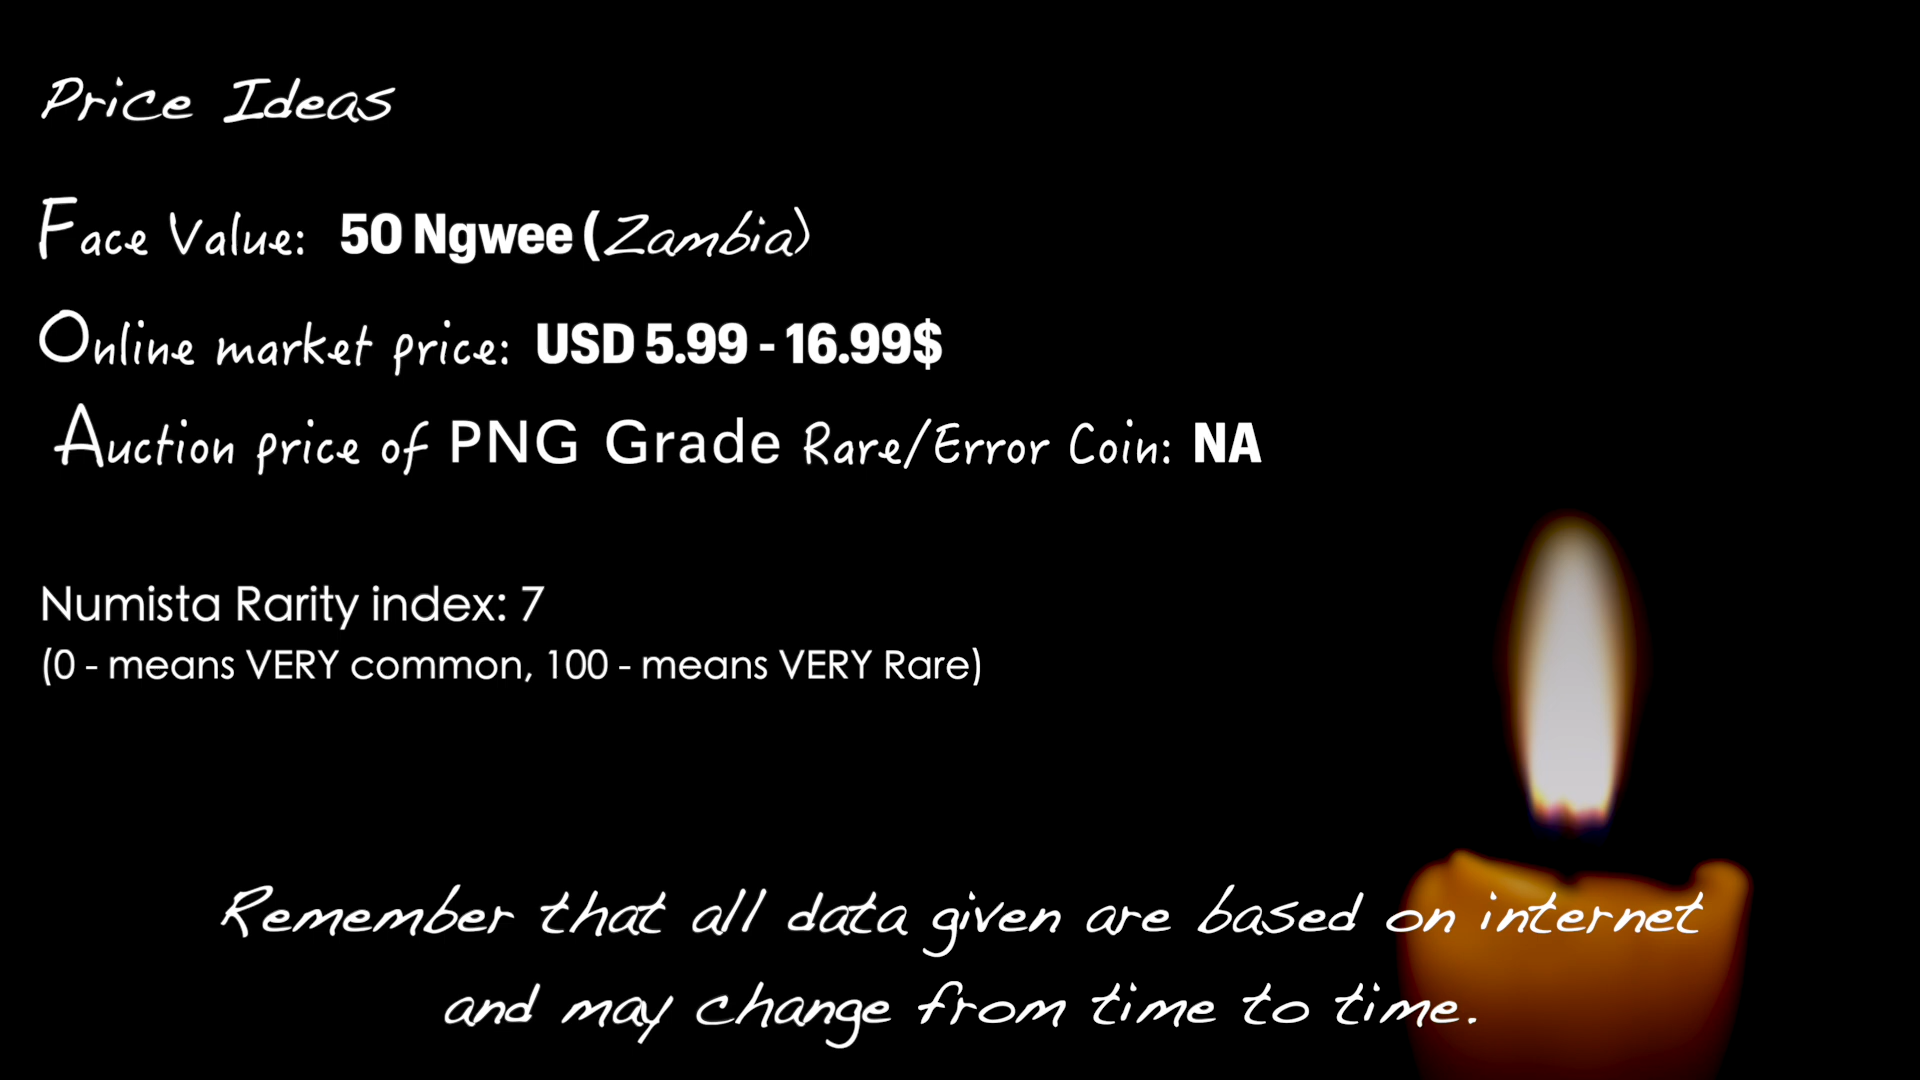 Price Ideas
Face Value: 50 Ngwee (Zambia)
Online market price: USD 5.99 - 16.99$
Auction price of PNG Grade Rare/Error Coin: NA
Numista Rarity index: 7
(0 - means VERY common, 100 - means VERY Rare)
Remember that all data given are based on internet
and may change from time to time.